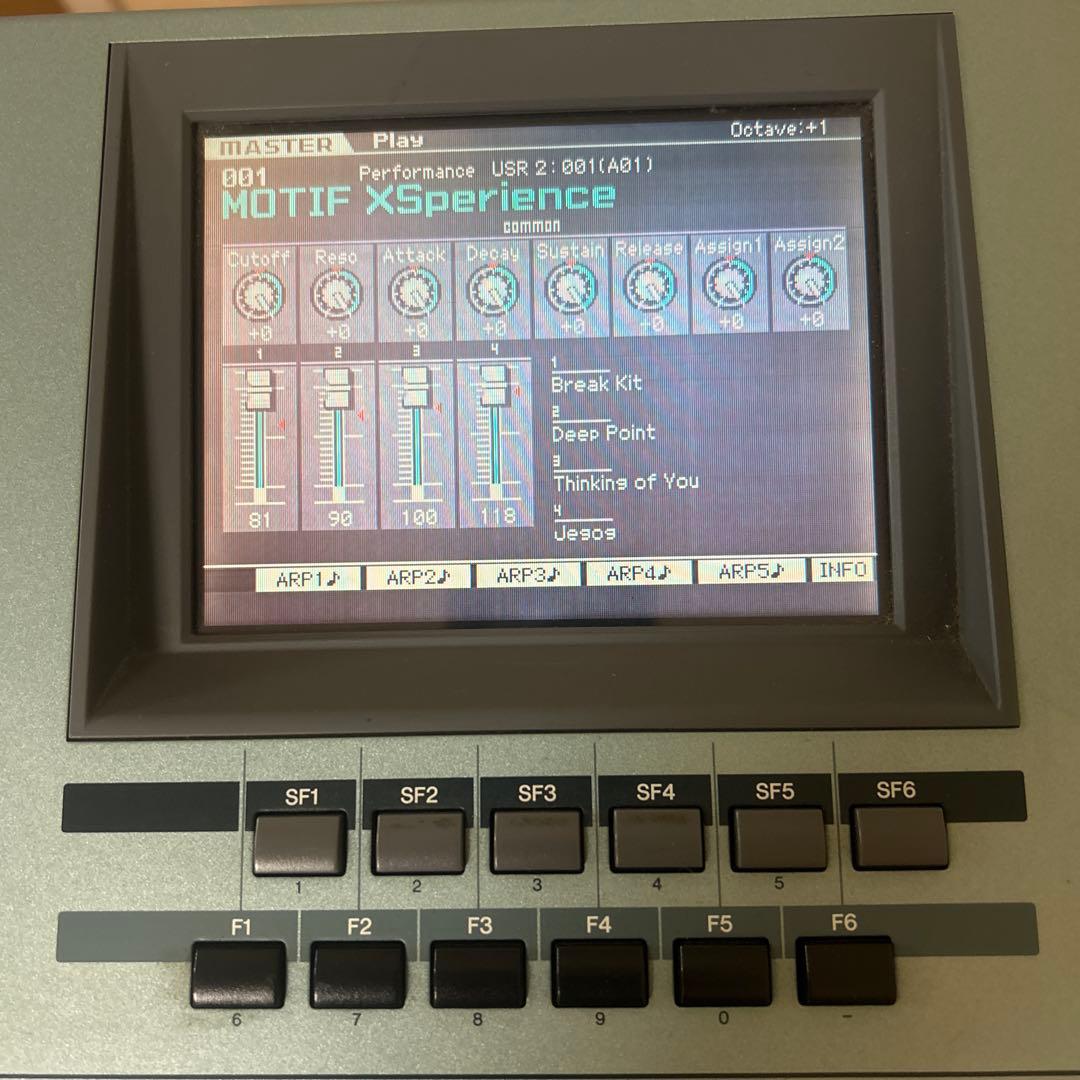 MASTER Play Octave:+1
001 Performance USR 2:001(A01)
MOTIF XSperience
common
Cutoff Reso Attack Decay Sustain Release Assign1 Assign2
+0 +0 +0 +0 +0 +0 +0 +0
1 2 3 4
81 90 100 118
1
Break Kit
2
Deep Point
3
Thinking of You
4
Jegog
ARP1♪ ARP2♪ ARP3♪ ARP4♪ ARP5♪ INFO
SF1 SF2 SF3 SF4 SF5 SF6
1 2 3 4 5
F1 F2 F3 F4 F5 F6
6 7 8 9 0 –